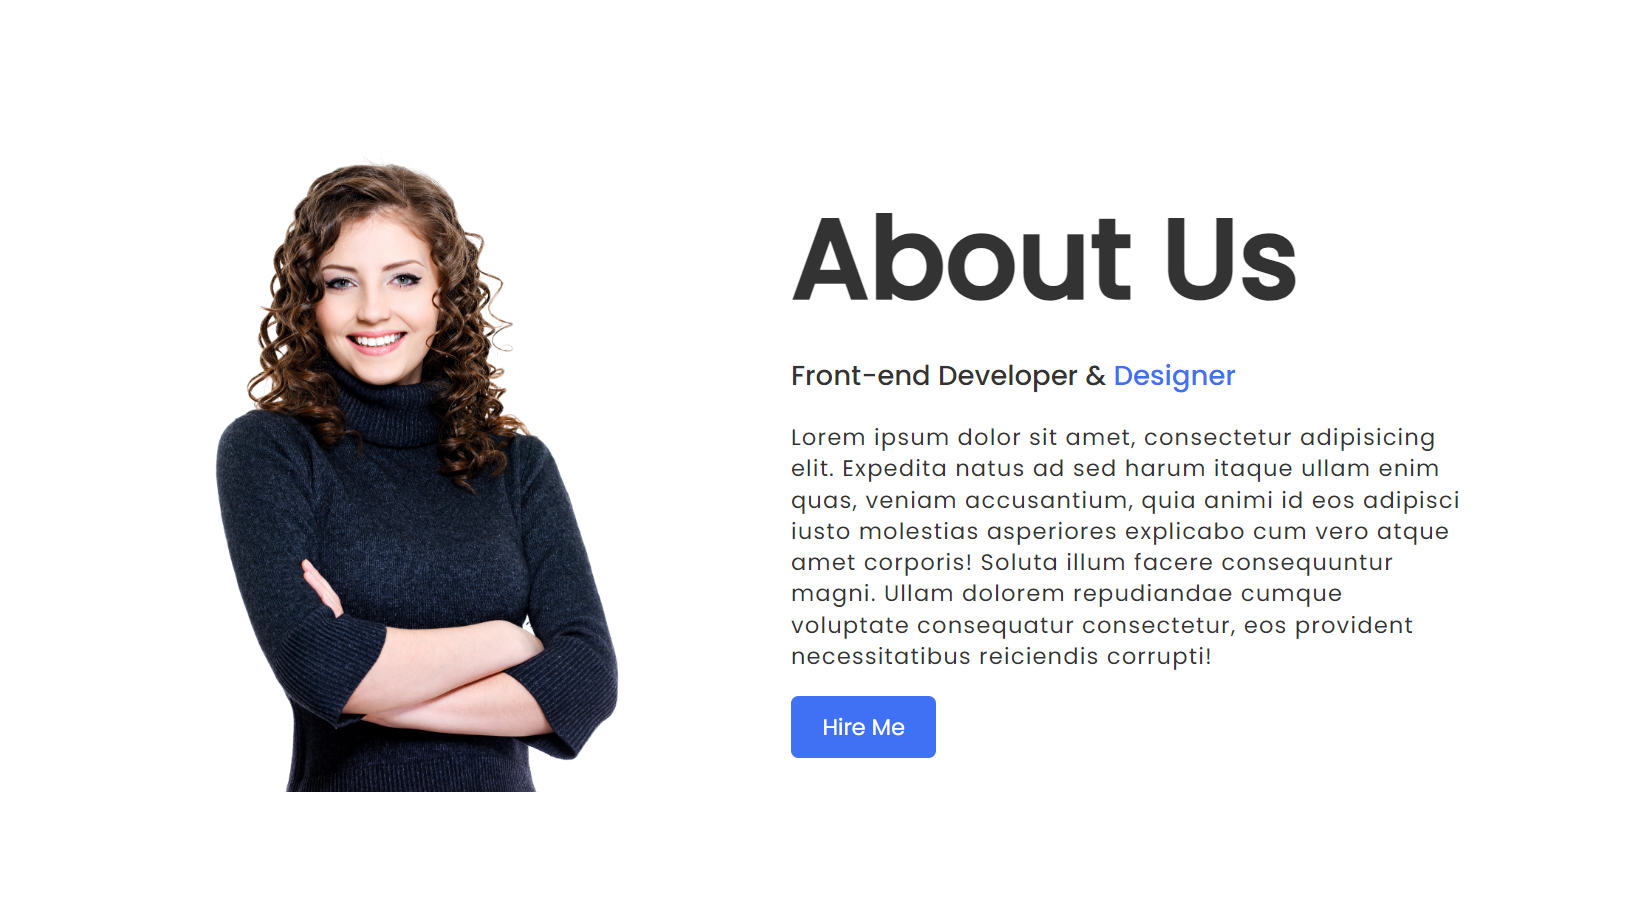 About Us
Front-end Developer & Designer
Lorem ipsum dolor sit amet, consectetur adipisicing
elit. Expedita natus ad sed harum itaque ullam enim
quas, veniam accusantium, quia animi id eos adipisci
iusto molestias asperiores explicabo cum vero atque
amet corporis! Soluta illum facere consequuntur
magni. Ullam dolorem repudiandae cumque
voluptate consequatur consectetur, eos provident
necessitatibus reiciendis corrupti!
Hire Me